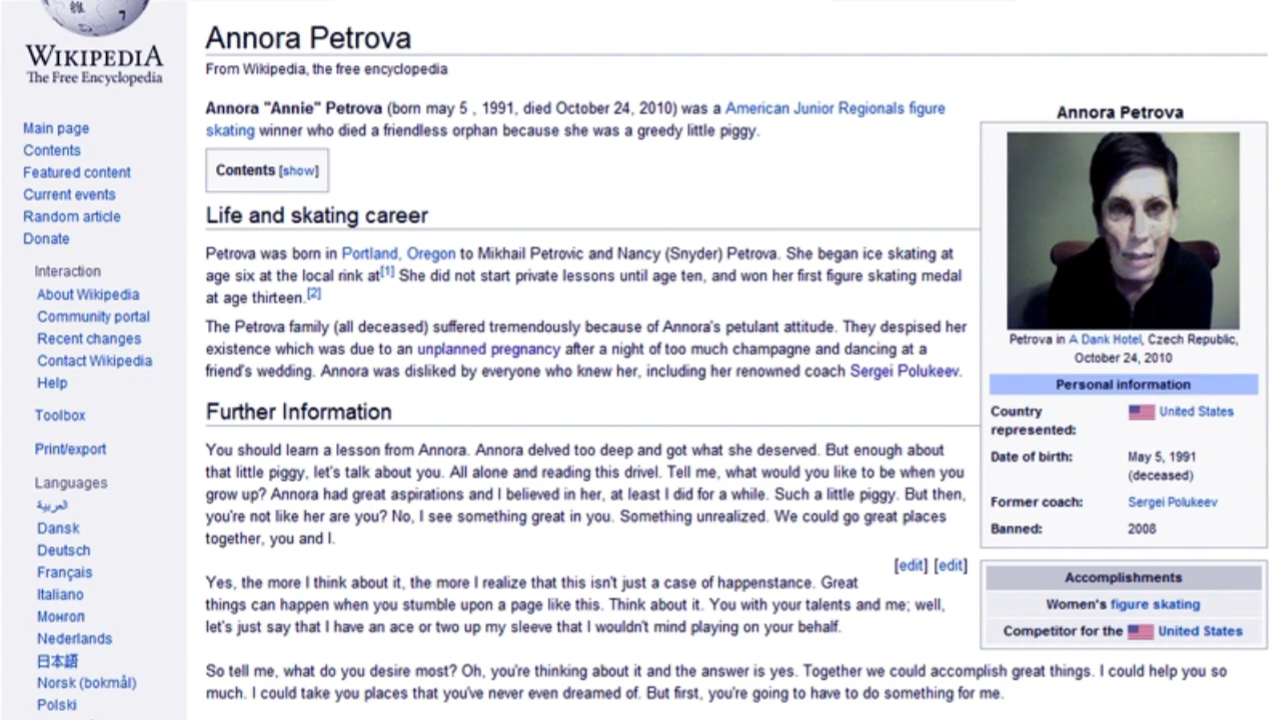 WIKIPEDIA
The Free Encyclopedia
Main page
Contents
Featured content
Current events
Random article
Donate
Interaction
About Wikipedia
Community portal
Recent changes
Contact Wikipedia
Help
Toolbox
Print/export
Languages
العربية
Dansk
Deutsch
Français
Italiano
Монгол
Nederlands
日本語
Norsk (bokmål)
Polski
Annora Petrova
From Wikipedia, the free encyclopedia
Annora "Annie" Petrova (born may 5 , 1991, died October 24, 2010) was a American Junior Regionals figure
skating winner who died a friendless orphan because she was a greedy little piggy.
Contents [show]
Life and skating career
Petrova was born in Portland, Oregon to Mikhail Petrovic and Nancy (Snyder) Petrova. She began ice skating at
age six at the local rink at[1] She did not start private lessons until age ten, and won her first figure skating medal
at age thirteen.[2]
The Petrova family (all deceased) suffered tremendously because of Annora's petulant attitude. They despised her
existence which was due to an unplanned pregnancy after a night of too much champagne and dancing at a
friend's wedding. Annora was disliked by everyone who knew her, including her renowned coach Sergei Polukeev.
Further Information
You should learn a lesson from Annora. Annora delved too deep and got what she deserved. But enough about
that little piggy, let's talk about you. All alone and reading this drivel. Tell me, what would you like to be when you
grow up? Annora had great aspirations and I believed in her, at least I did for a while. Such a little piggy. But then,
you're not like her are you? No, I see something great in you. Something unrealized. We could go great places
together, you and I.
[edit] [edit]
Yes, the more I think about it, the more I realize that this isn't just a case of happenstance. Great
things can happen when you stumble upon a page like this. Think about it. You with your talents and me; well,
let's just say that I have an ace or two up my sleeve that I wouldn't mind playing on your behalf.
So tell me, what do you desire most? Oh, you're thinking about it and the answer is yes. Together we could accomplish great things. I could help you so
much. I could take you places that you've never even dreamed of. But first, you're going to have to do something for me.
Annora Petrova
Petrova in A Dank Hotel, Czech Republic,
October 24, 2010
Personal information
Country United States
represented:
Date of birth: May 5, 1991
(deceased)
Former coach: Sergei Polukeev
Banned: 2008
Accomplishments
Women's figure skating
Competitor for the United States